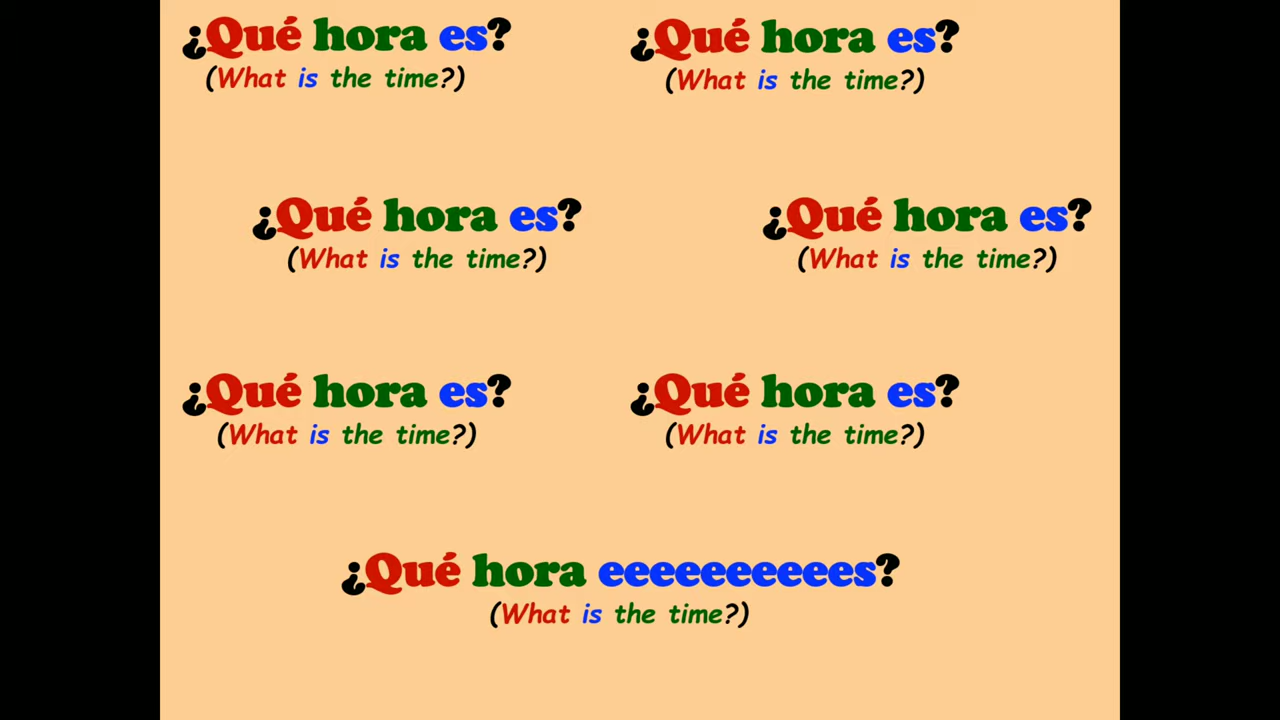 ¿Qué hora es? ¿Qué hora es?
(What is the time?) (What is the time?)
¿Qué hora es? ¿Qué hora es?
(What is the time?) (What is the time?)
¿Qué hora es? ¿Qué hora es?
(What is the time?) (What is the time?)
¿Qué hora eeeeeeeeeees?
(What is the time?)